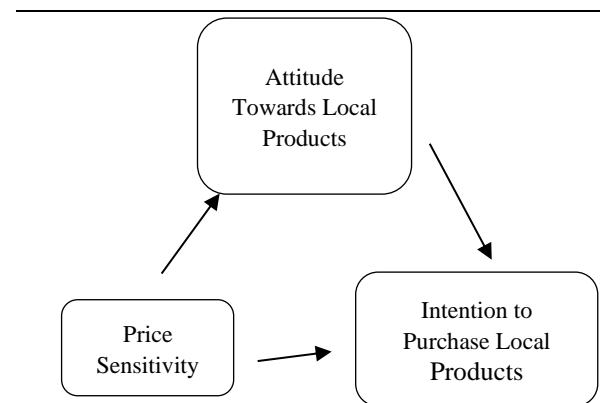 Attitude
Towards Local
Products
Price
Sensitivity
Intention to
Purchase Local
Products